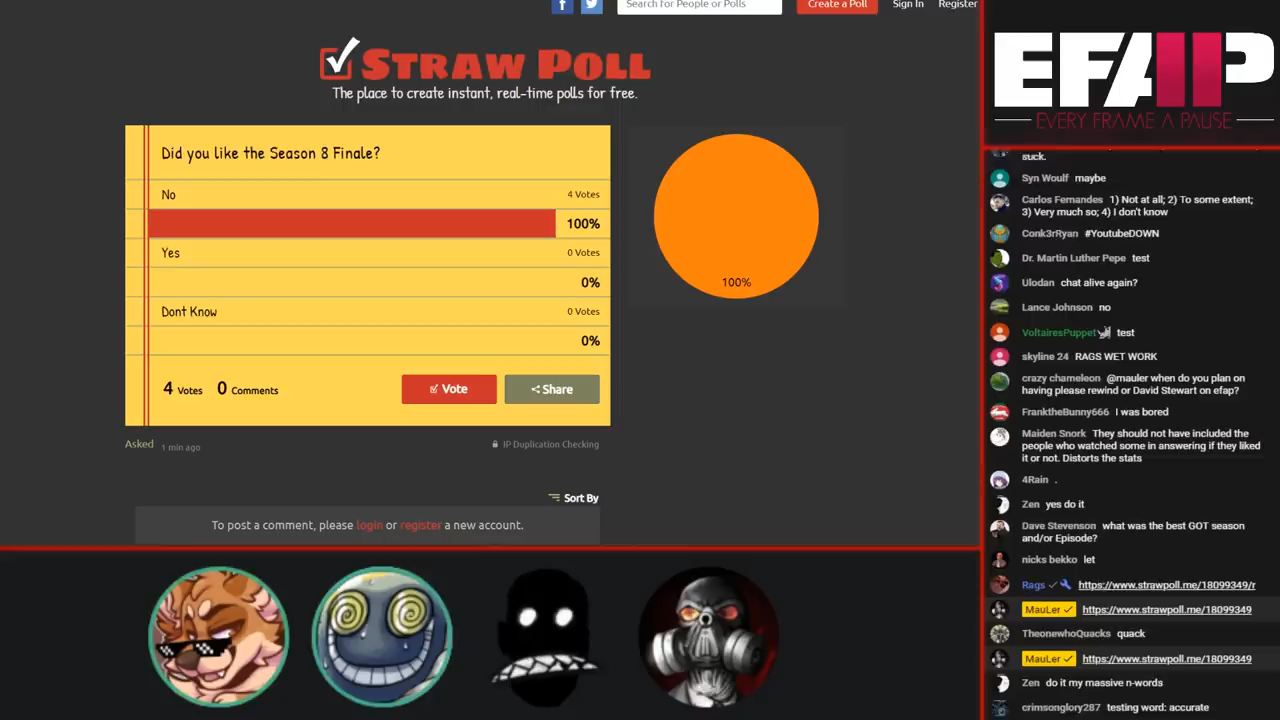 Search for People or Polls
Create a Poll
Sign In
Register
STRAW POLL
The place to create instant, real-time polls for free.
Did you like the Season 8 Finale?
No
4 Votes
100%
Yes
0 Votes
0%
Dont Know
0 Votes
0%
4 Votes 0 Comments
Vote
Share
Asked 1 min ago
IP Duplication Checking
100%
Sort By
To post a comment, please login or register a new account.
EFAP
EVERY FRAME A PAUSE
suck.
Syn Woulf maybe
Carlos Fernandes 1) Not at all; 2) To some extent;
3) Very much so; 4) I don't know
Conk3rRyan #YoutubeDOWN
Dr. Martin Luther Pepe test
Ulodan chat alive again?
Lance Johnson no
VoltairesPuppet test
skyline 24 RAGS WET WORK
crazy chameleon @mauler when do you plan on
having please rewind or David Stewart on efap?
FranktheBunny666 I was bored
Maiden Snork They should not have included the
people who watched some in answering if they liked
it or not. Distorts the stats
4Rain .
Zen yes do it
Dave Stevenson what was the best GOT season
and/or Episode?
nicks bekko let
Rags https://www.strawpoll.me/18099349/r
MauLer https://www.strawpoll.me/18099349
TheonewhoQuacks quack
MauLer https://www.strawpoll.me/18099349
Zen do it my massive n-words
crimsonglory287 testing word: accurate